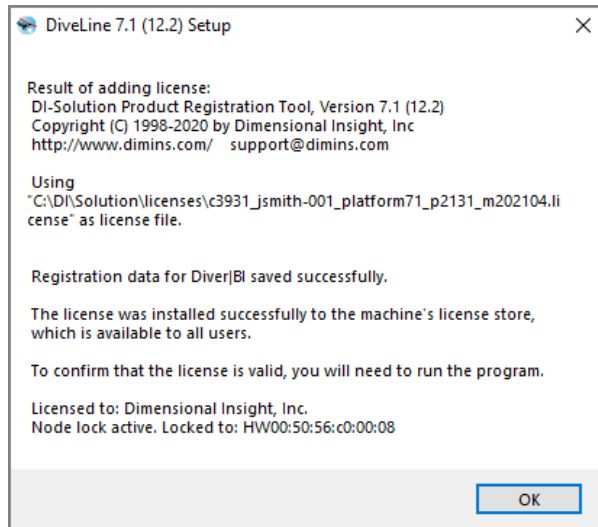 DiveLine 7.1 (12.2) Setup
Result of adding license:
DI-Solution Product Registration Tool, Version 7.1 (12.2)
Copyright (C) 1998-2020 by Dimensional Insight, Inc
http://www.dimins.com/ support@dimins.com
Using
"C:\DI\Solution\licenses\c3931_jsmith-001_platform71_p2131_m202104.li
cense" as license file.
Registration data for Diver|BI saved successfully.
The license was installed successfully to the machine's license store,
which is available to all users.
To confirm that the license is valid, you will need to run the program.
Licensed to: Dimensional Insight, Inc.
Node lock active. Locked to: HW00:50:56:c0:00:08
OK